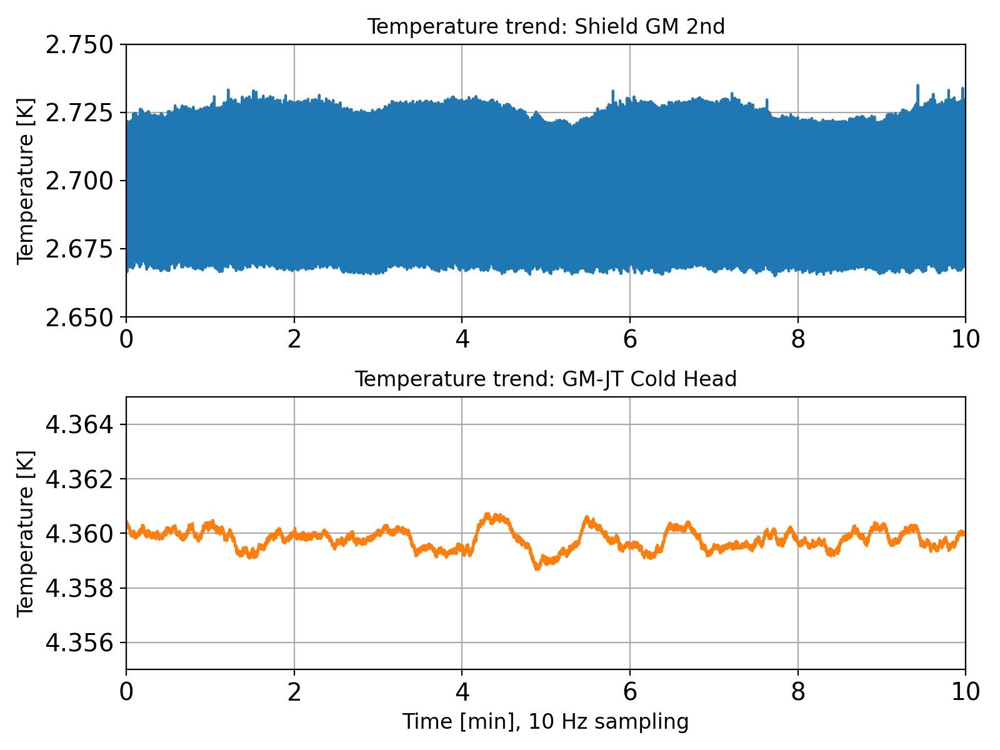 Temperature trend: Shield GM 2nd
2.750
2.725
2.700
2.675
2.650
Temperature [K]
0 2 4 6 8 10
Temperature trend: GM-JT Cold Head
4.364
4.362
4.360
4.358
4.356
Temperature [K]
0 2 4 6 8 10
Time [min], 10 Hz sampling